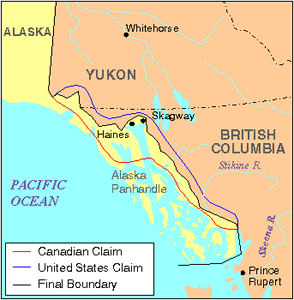 ALASKA
Whitehorse
YUKON
Skagway
Haines
BRITISH
COLUMBIA
Stikine R.
Alaska
Panhandle
PACIFIC
OCEAN
Skeena R.
Canadian Claim
United States Claim
Final Boundary
Prince
Rupert